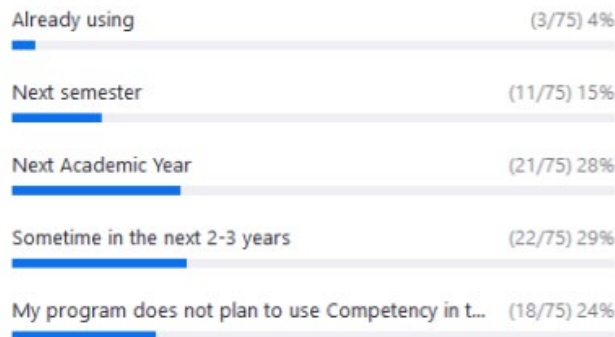 Already using (3/75) 4%
Next semester (11/75) 15%
Next Academic Year (21/75) 28%
Sometime in the next 2-3 years (22/75) 29%
My program does not plan to use Competency in t... (18/75) 24%